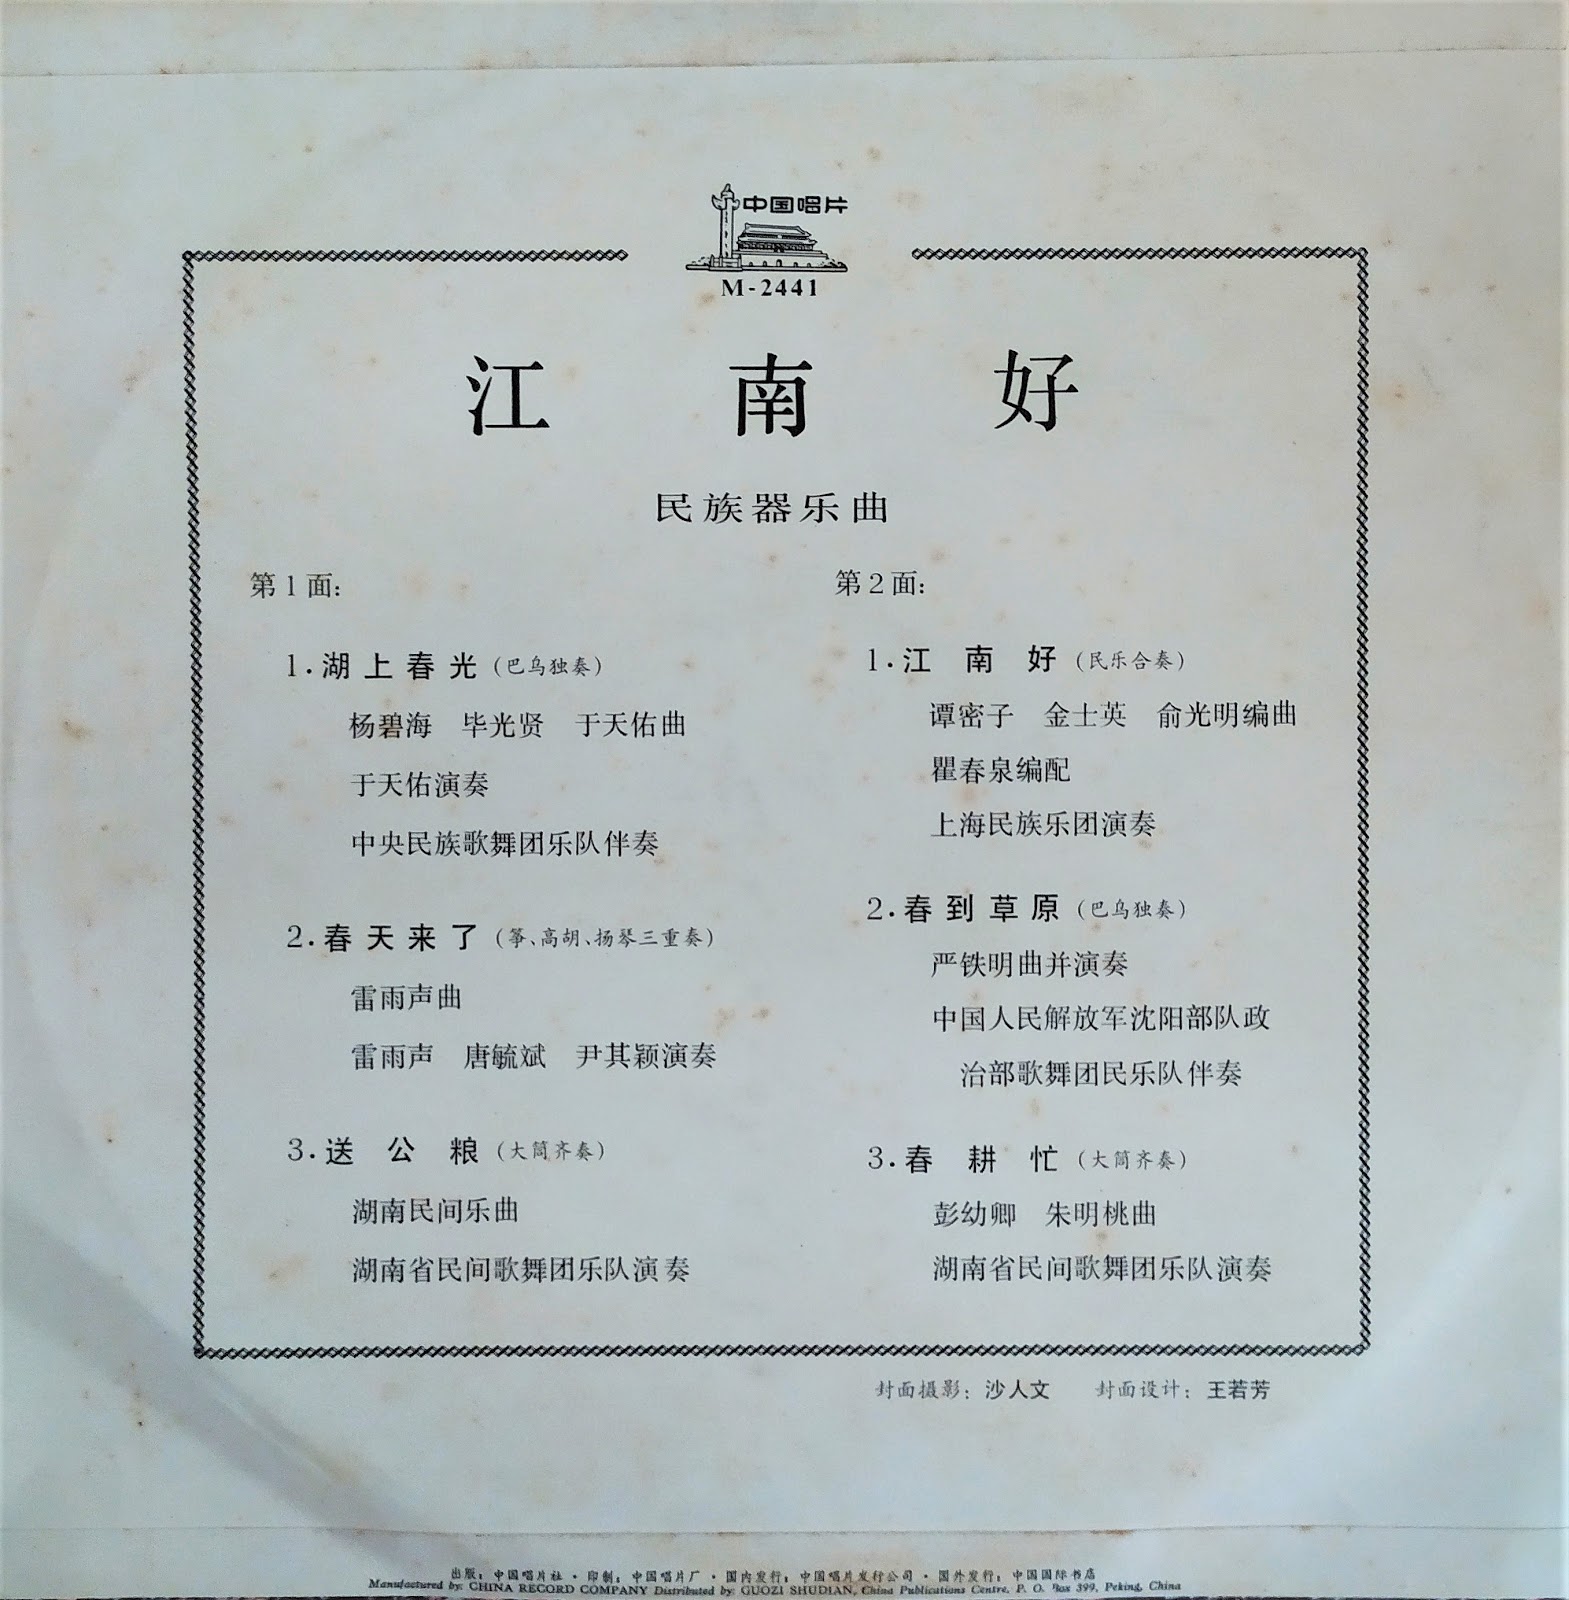 中国唱片
M-2441
江南好
民族器乐曲
第1面:
1.湖上春光(巴乌独奏)
杨碧海 毕光贤 于天佑曲
于天佑演奏
中央民族歌舞团乐队伴奏
2.春天来了(筝、高胡、扬琴三重奏)
雷雨声曲
雷雨声 唐毓斌 尹其颖演奏
3.送公粮(大筒齐奏)
湖南民间乐曲
湖南省民间歌舞团乐队演奏
第2面:
1.江南好(民乐合奏)
谭密子 金士英 俞光明编曲
瞿春泉编配
上海民族乐团演奏
2.春到草原(巴乌独奏)
严铁明曲并演奏
中国人民解放军沈阳部队政
治部歌舞团民乐队伴奏
3.春耕忙(大筒齐奏)
彭幼卿 朱明桃曲
湖南省民间歌舞团乐队演奏
封面摄影: 沙人文 封面设计: 王若芳
出版: 中国唱片社 · 印制: 中国唱片厂 · 国内发行: 中国唱片发行公司 · 国外发行: 中国国际书店
Manufactured by: CHINA RECORD COMPANY Distributed by: GUOZI SHUDIAN, China Publications Centre, P. O. Box 399, Peking, China